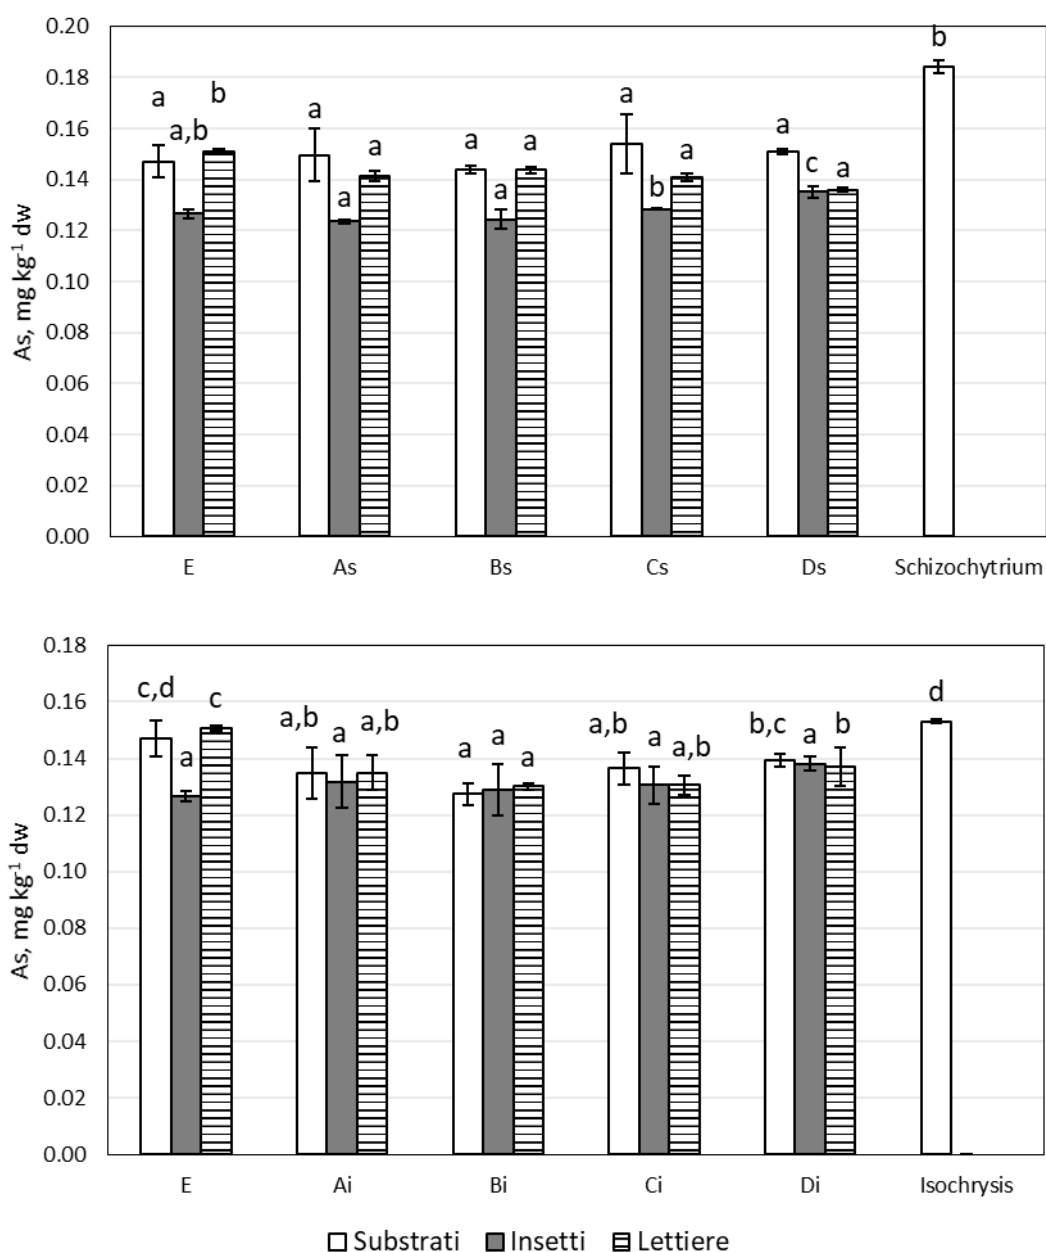 0.20
0.18
0.16
0.14
0.12
0.10
0.08
0.06
0.04
0.02
0.00
As, mg kg⁻¹ dw
a a,b b
a a a
a a a
a b a
a c a
b
E As Bs Cs Ds Schizochytrium
0.18
0.16
0.14
0.12
0.10
0.08
0.06
0.04
0.02
0.00
As, mg kg⁻¹ dw
c,d a c
a,b a a,b
a a a
a,b a a,b
b,c a b
d
E Ai Bi Ci Di Isochrysis
Substrati Insetti Lettiere